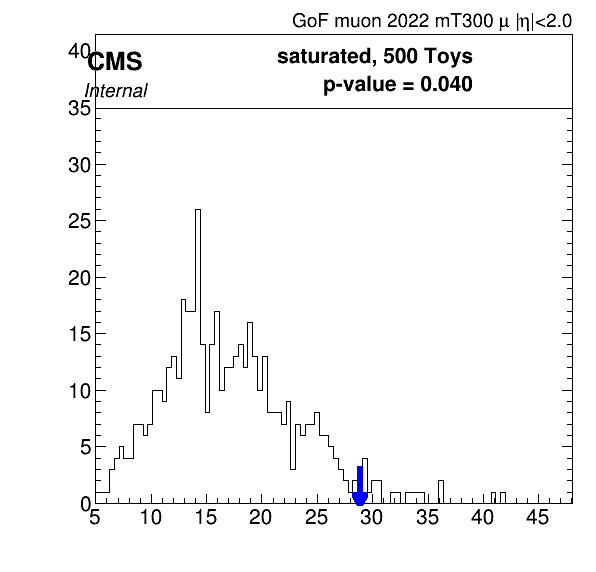 GoF muon 2022 mT300 μ |η|<2.0
40
CMS
saturated, 500 Toys
p-value = 0.040
Internal
35
30
25
20
15
10
5
0
5 10 15 20 25 30 35 40 45